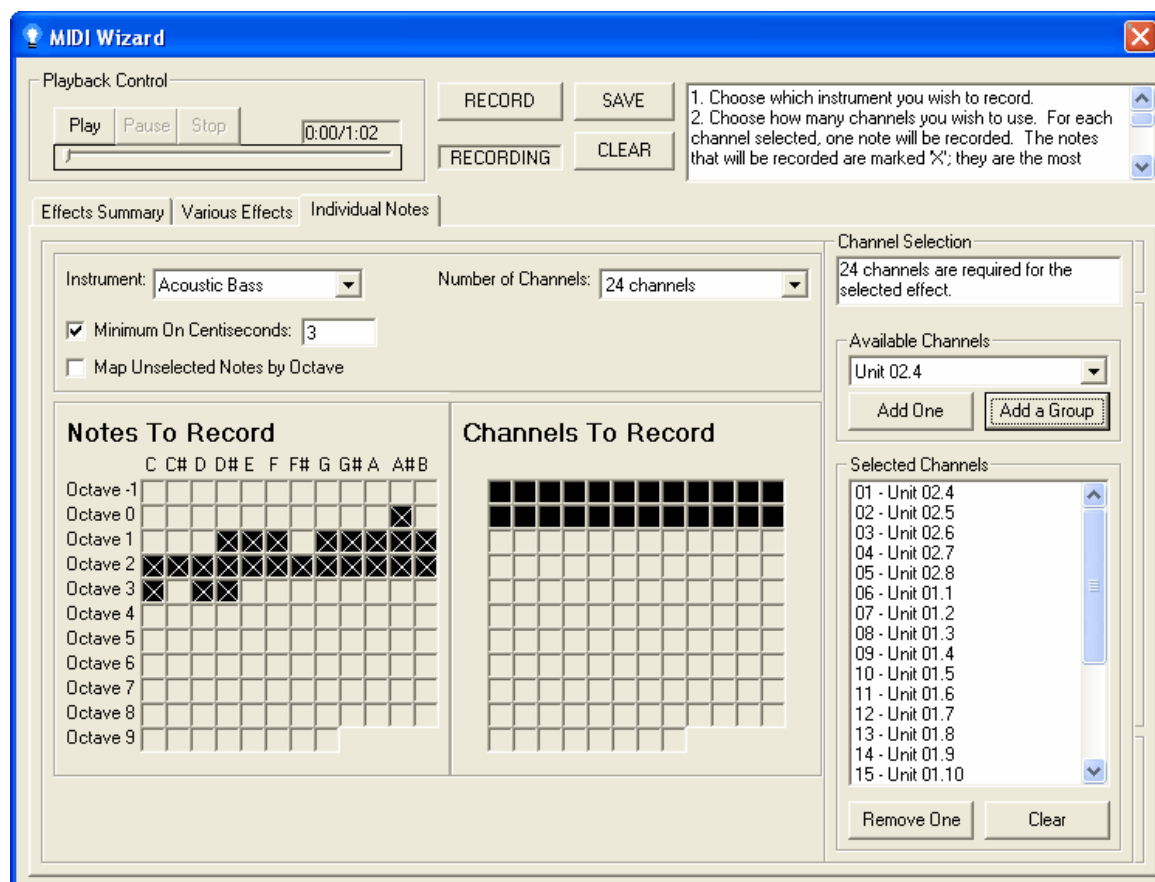 MIDI Wizard
Playback Control
Play Pause Stop 0:00/1:02
RECORD SAVE
RECORDING CLEAR
1. Choose which instrument you wish to record.
2. Choose how many channels you wish to use. For each
channel selected, one note will be recorded. The notes
that will be recorded are marked 'X'; they are the most
Effects Summary Various Effects Individual Notes
Instrument: Acoustic Bass Number of Channels: 24 channels
Minimum On Centiseconds: 3
Map Unselected Notes by Octave
Notes To Record
C C# D D# E F F# G G# A A# B
Octave -1
Octave 0
Octave 1
Octave 2
Octave 3
Octave 4
Octave 5
Octave 6
Octave 7
Octave 8
Octave 9
Channels To Record
Channel Selection
24 channels are required for the
selected effect.
Available Channels
Unit 02.4
Add One Add a Group
Selected Channels
01 - Unit 02.4
02 - Unit 02.5
03 - Unit 02.6
04 - Unit 02.7
05 - Unit 02.8
06 - Unit 01.1
07 - Unit 01.2
08 - Unit 01.3
09 - Unit 01.4
10 - Unit 01.5
11 - Unit 01.6
12 - Unit 01.7
13 - Unit 01.8
14 - Unit 01.9
15 - Unit 01.10
Remove One Clear